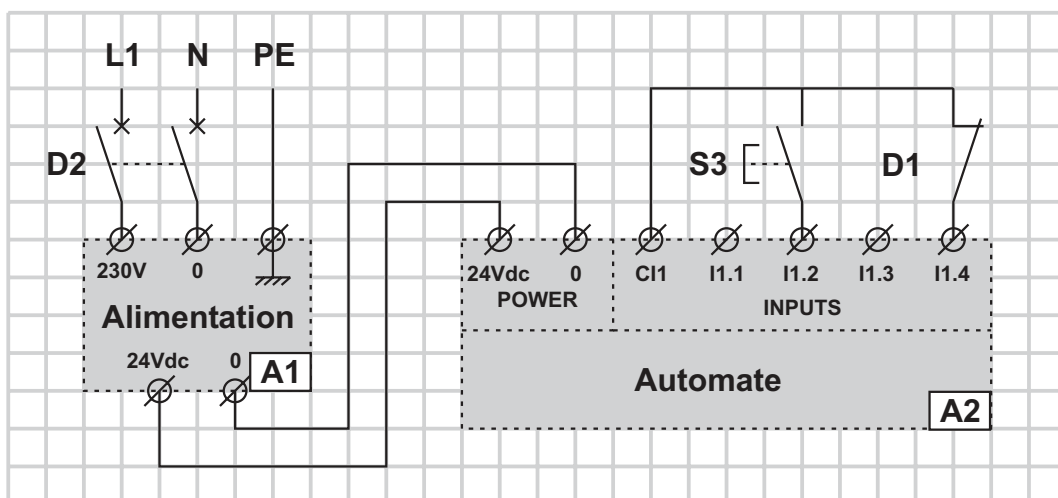 L1 N PE
D2
S3
D1
230V 0
24Vdc 0 CI1 I1.1 I1.2 I1.3 I1.4
POWER
INPUTS
Alimentation
24Vdc 0
A1
Automate
A2